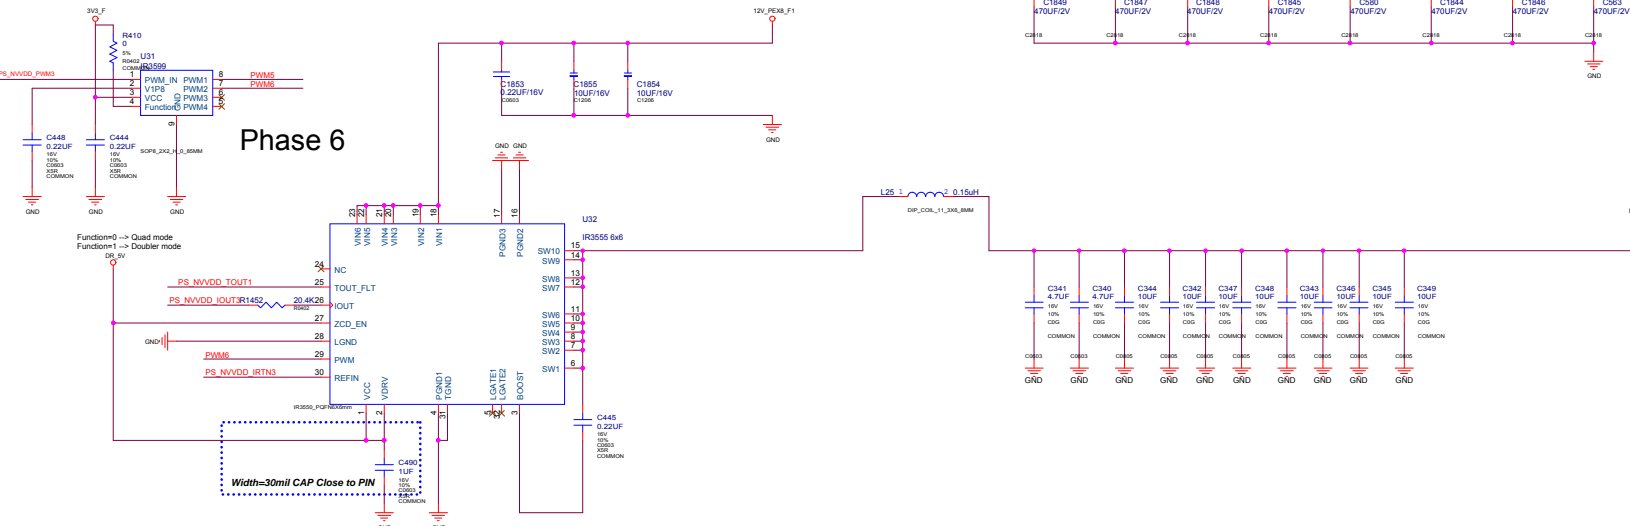 3V3_F
R410
0
5%
R0402
COMMON
U31
IR3599
PS_NVVDD_PWM3
1 PWM_IN PWM1 8 PWM5
2 V1P8 PWM2 7 PWM6
3 VCC PWM3 6
4 Function PWM4 5
GND
9
SOP8_2X2_H_0_85MM
C448
0.22UF
16V
10%
C0603
X5R
COMMON
GND
C444
0.22UF
16V
10%
C0603
X5R
COMMON
GND
GND
Phase 6
12V_PEX8_F1
C1853
0.22UF/16V
C0603
C1855
10UF/16V
C1206
C1854
10UF/16V
C1206
GND
C1849
470UF/2V
C2818
C1847
470UF/2V
C2818
C1848
470UF/2V
C2818
C1845
470UF/2V
C2818
C580
470UF/2V
C2818
C1844
470UF/2V
C2818
C1846
470UF/2V
C2818
C563
470UF/2V
C2818
GND
Function=0 --> Quad mode
Function=1 --> Doubler mode
DR_5V
GND GND
23 22 21 20 19 18 17 16
VIN6 VIN5 VIN4 VIN3 VIN2 VIN1 PGND3 PGND2
U32
IR3555 6x6
24 NC
PS_NVVDD_TOUT1 25 TOUT_FLT
PS_NVVDD_IOUT3 R1452 20.4K 26 IOUT
R0402
27 ZCD_EN
GND 28 LGND
PWM6 29 PWM
PS_NVVDD_IRTN3 30 REFIN
SW10 15
SW9 14
SW8 13
SW7 12
SW6 11
SW5 10
SW4 9
SW3 8
SW2 7
SW1 6
VCC VDRV PGND1 TGND LGATE1 LGATE2 BOOST
1 2 4 31 5 32 3
IR3550_PQFN6X6mm
C445
0.22UF
16V
10%
C0603
X5R
COMMON
C490
1UF
16V
10%
C0603
X5R
COMMON
Width=30mil CAP Close to PIN
L25 1 2 0.15uH
DIP_COIL_11_3X6_8MM
C341
4.7UF
16V
10%
C0G
COMMON
C0603
GND
C340
4.7UF
16V
10%
C0G
COMMON
C0603
GND
C344
10UF
16V
10%
C0G
COMMON
C0805
GND
C342
10UF
16V
10%
C0G
COMMON
C0805
GND
C347
10UF
16V
10%
C0G
COMMON
C0805
GND
C348
10UF
16V
10%
C0G
COMMON
C0805
GND
C343
10UF
16V
10%
C0G
COMMON
C0805
GND
C346
10UF
16V
10%
C0G
COMMON
C0805
GND
C345
10UF
16V
10%
C0G
COMMON
C0805
GND
C349
10UF
16V
10%
C0G
COMMON
C0805
GND